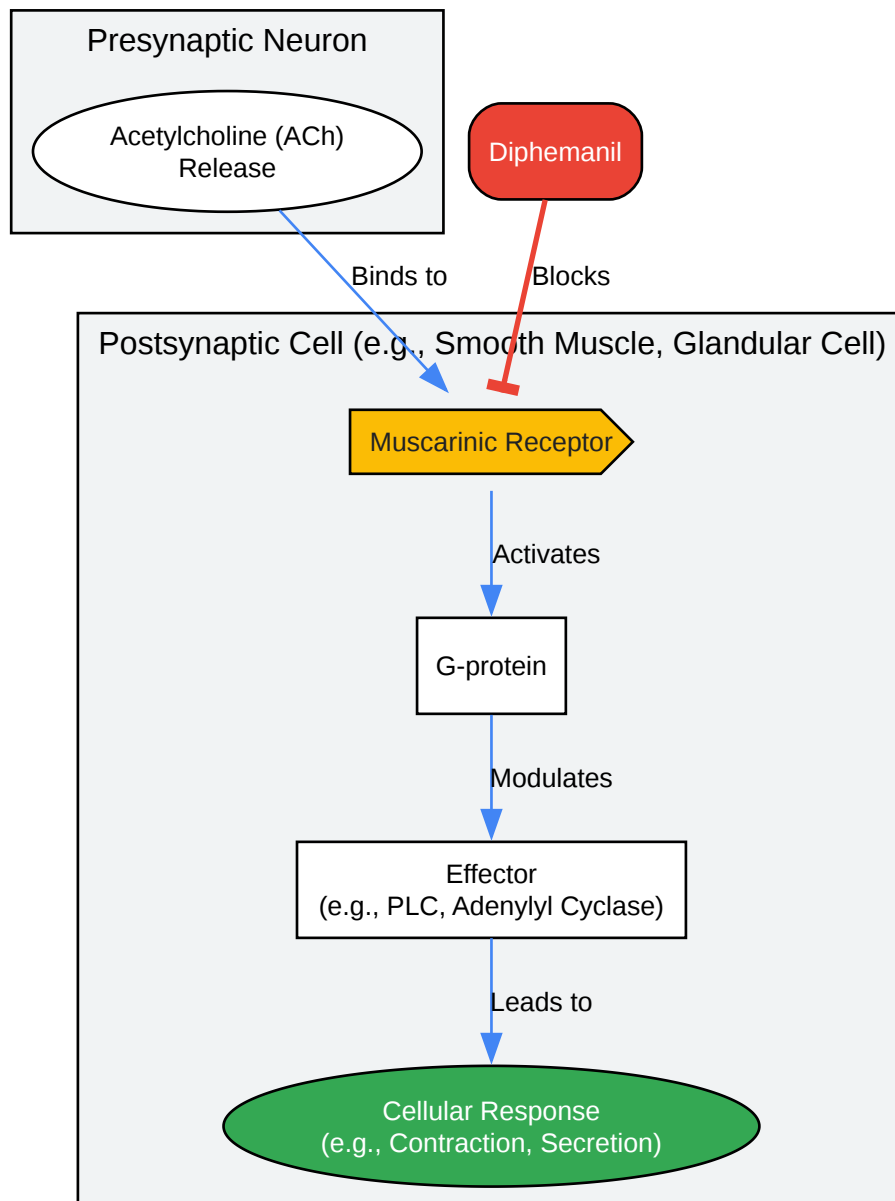 Presynaptic Neuron
Acetylcholine (ACh)
Release
Diphemanil
Binds to
Blocks
Postsynaptic Cell (e.g., Smooth Muscle, Glandular Cell)
Muscarinic Receptor
Activates
G-protein
Modulates
Effector
(e.g., PLC, Adenylyl Cyclase)
Leads to
Cellular Response
(e.g., Contraction, Secretion)